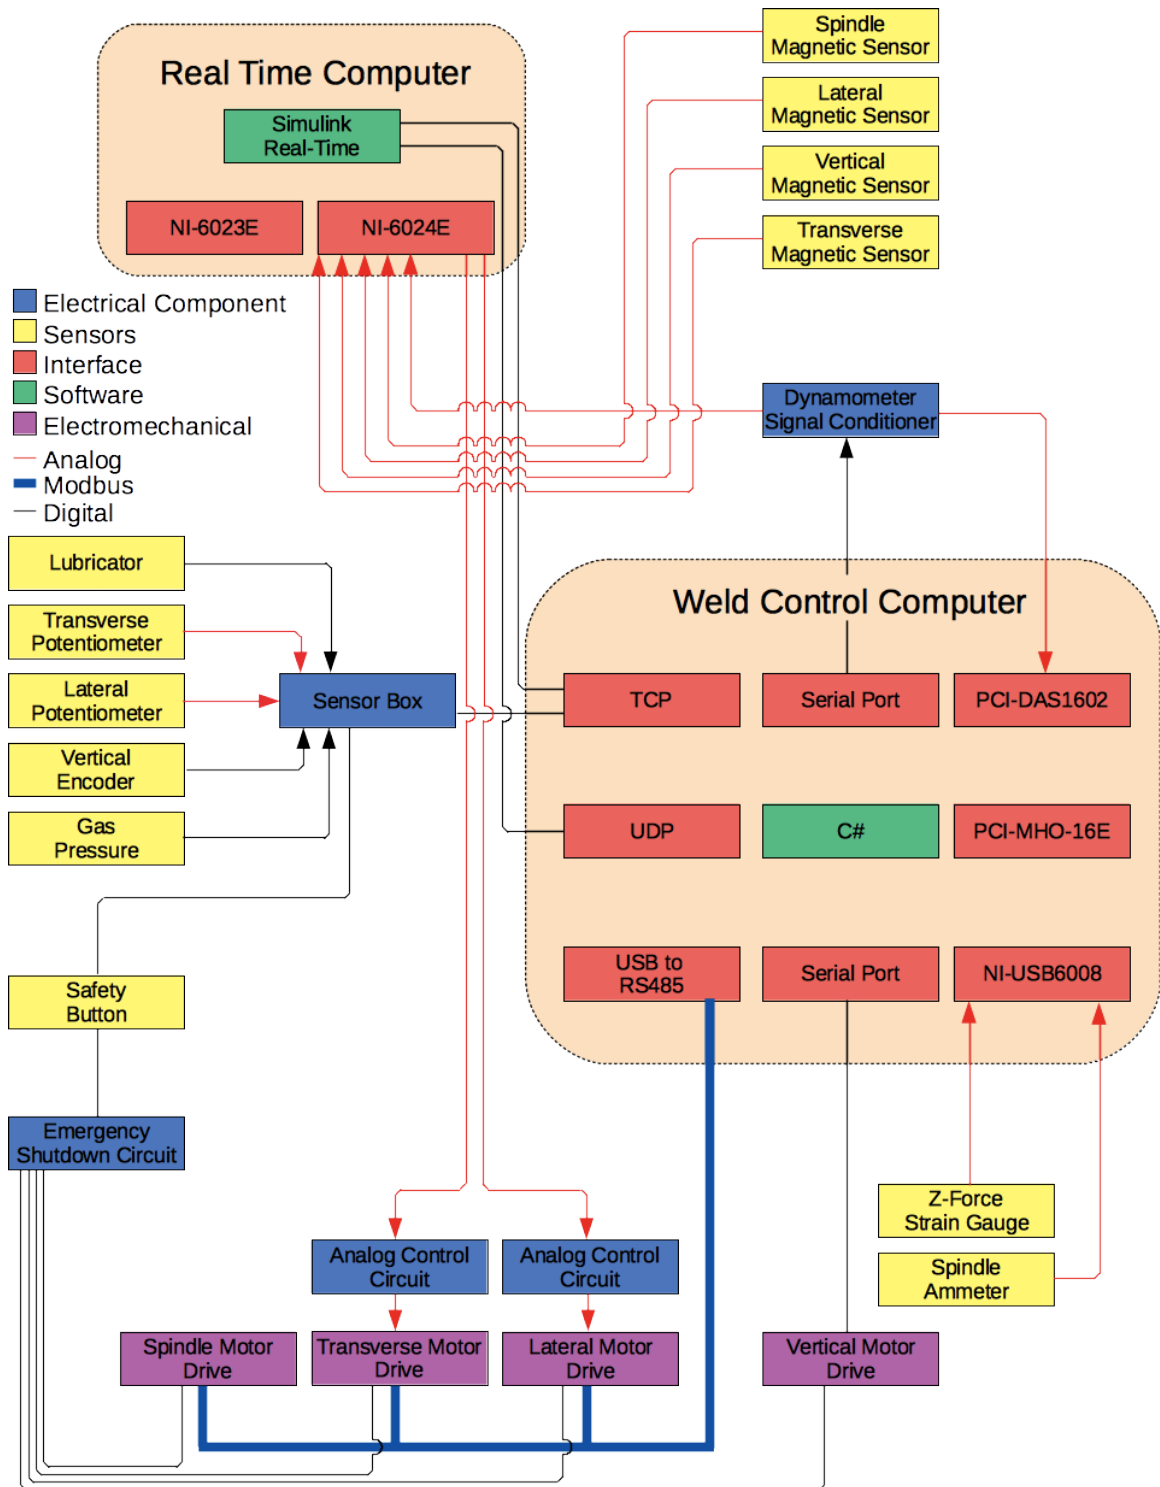 Spindle
Magnetic Sensor
Real Time Computer
Lateral
Magnetic Sensor
Simulink
Real-Time
Vertical
Magnetic Sensor
NI-6023E
NI-6024E
Transverse
Magnetic Sensor
Electrical Component
Sensors
Interface
Software
Electromechanical
Analog
Modbus
Digital
Dynamometer
Signal Conditioner
Lubricator
Transverse
Potentiometer
Lateral
Potentiometer
Vertical
Encoder
Gas
Pressure
Sensor Box
Weld Control Computer
TCP
Serial Port
PCI-DAS1602
UDP
C#
PCI-MHO-16E
USB to
RS485
Serial Port
NI-USB6008
Safety
Button
Emergency
Shutdown Circuit
Z-Force
Strain Gauge
Spindle
Ammeter
Analog Control
Circuit
Analog Control
Circuit
Spindle Motor
Drive
Transverse Motor
Drive
Lateral Motor
Drive
Vertical Motor
Drive